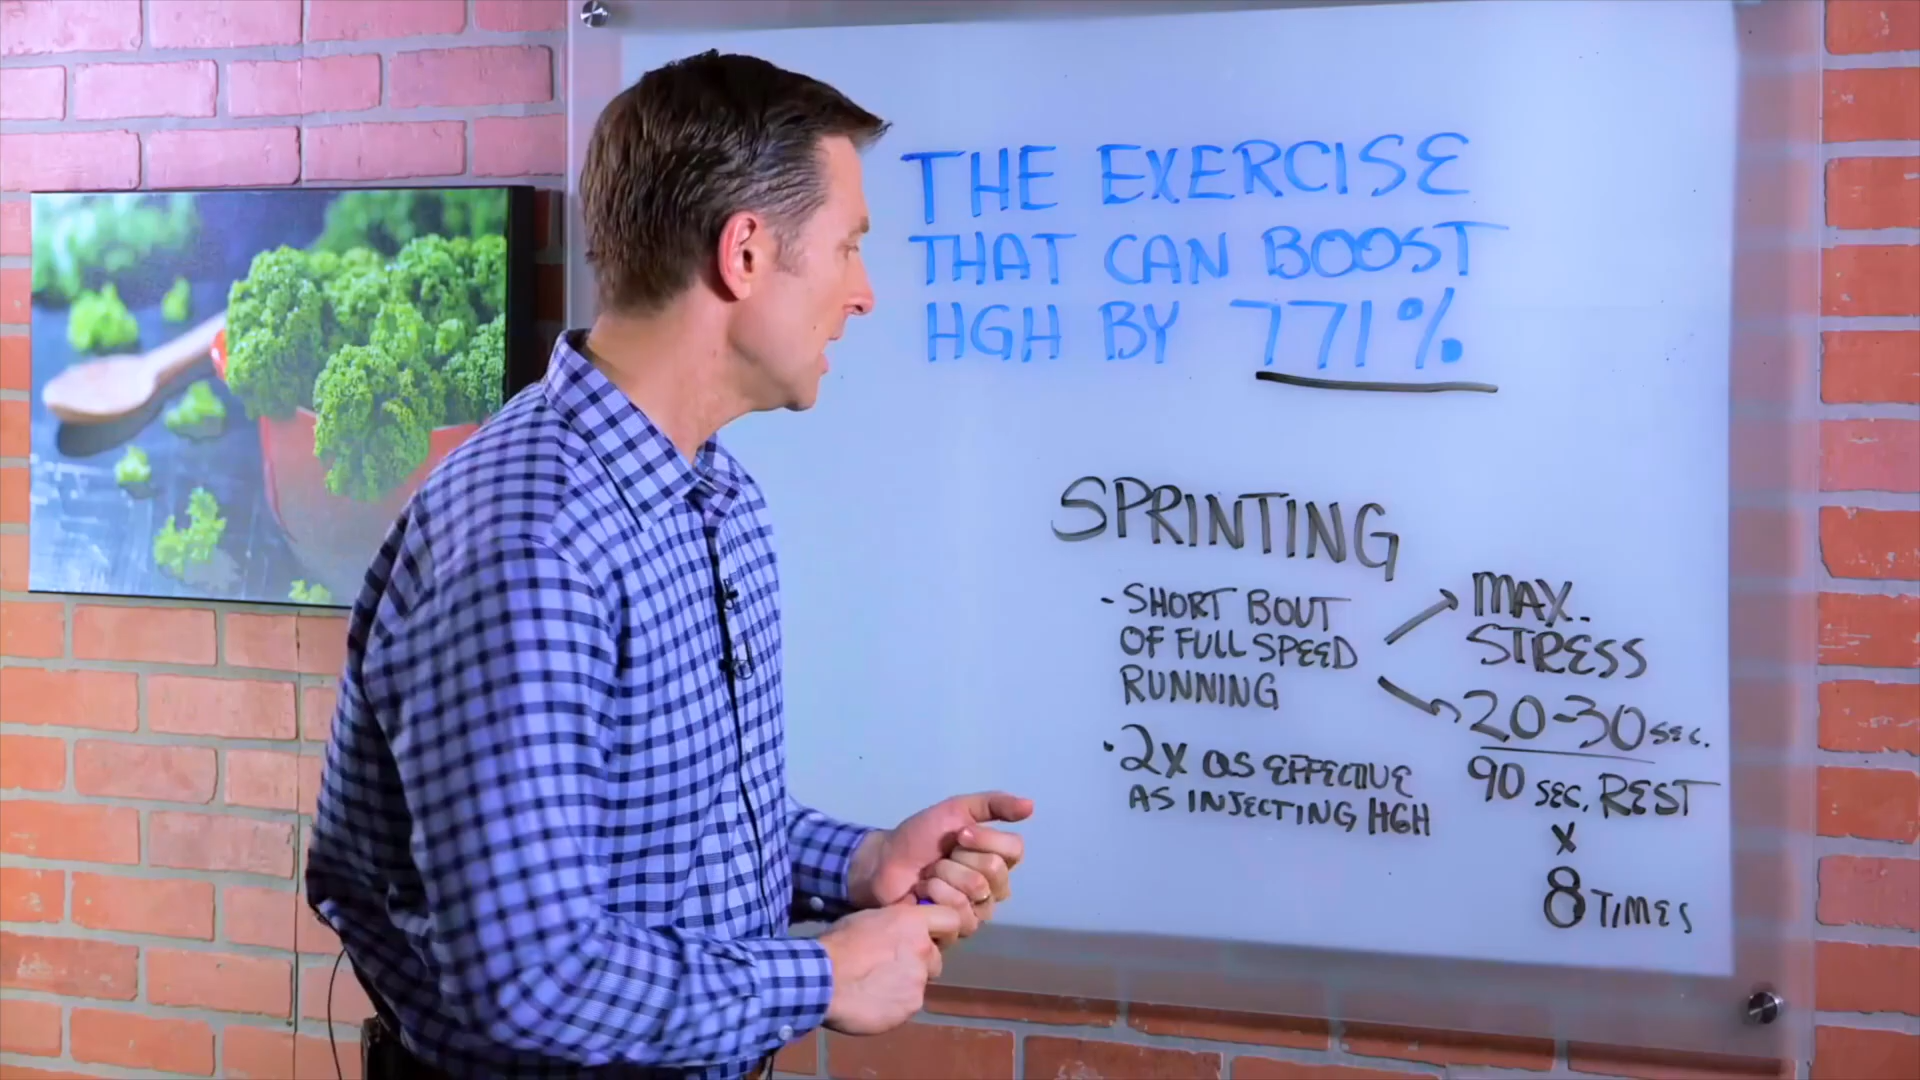 THE EXERCISE
THAT CAN BOOST
HGH BY 771%
SPRINTING
- SHORT BOUT
OF FULL SPEED
RUNNING
• 2X AS EFFECTIVE
AS INJECTING HGH
MAX.
STRESS
20-30 SEC.
90 SEC. REST
X
8 TIMES